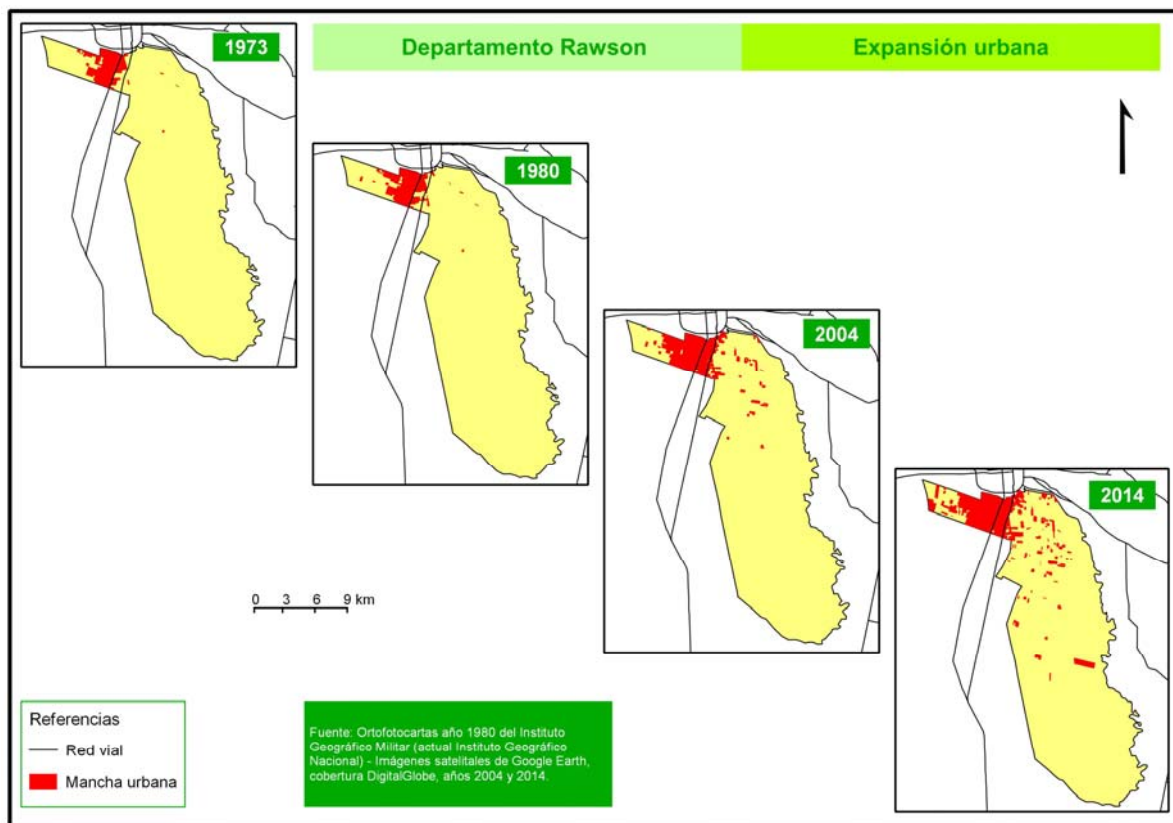 1973
Departamento Rawson
Expansión urbana
1980
2004
2014
0 3 6 9 km
Referencias
Red vial
Mancha urbana
Fuente: Ortofotocartas año 1980 del Instituto
Geográfico Militar (actual Instituto Geográfico
Nacional) - Imágenes satelitales de Google Earth,
cobertura DigitalGlobe, años 2004 y 2014.